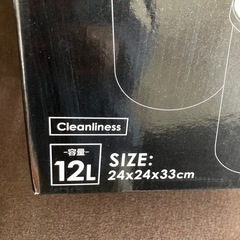 Cleanliness
-容量-
12L
SIZE:
24x24x33cm